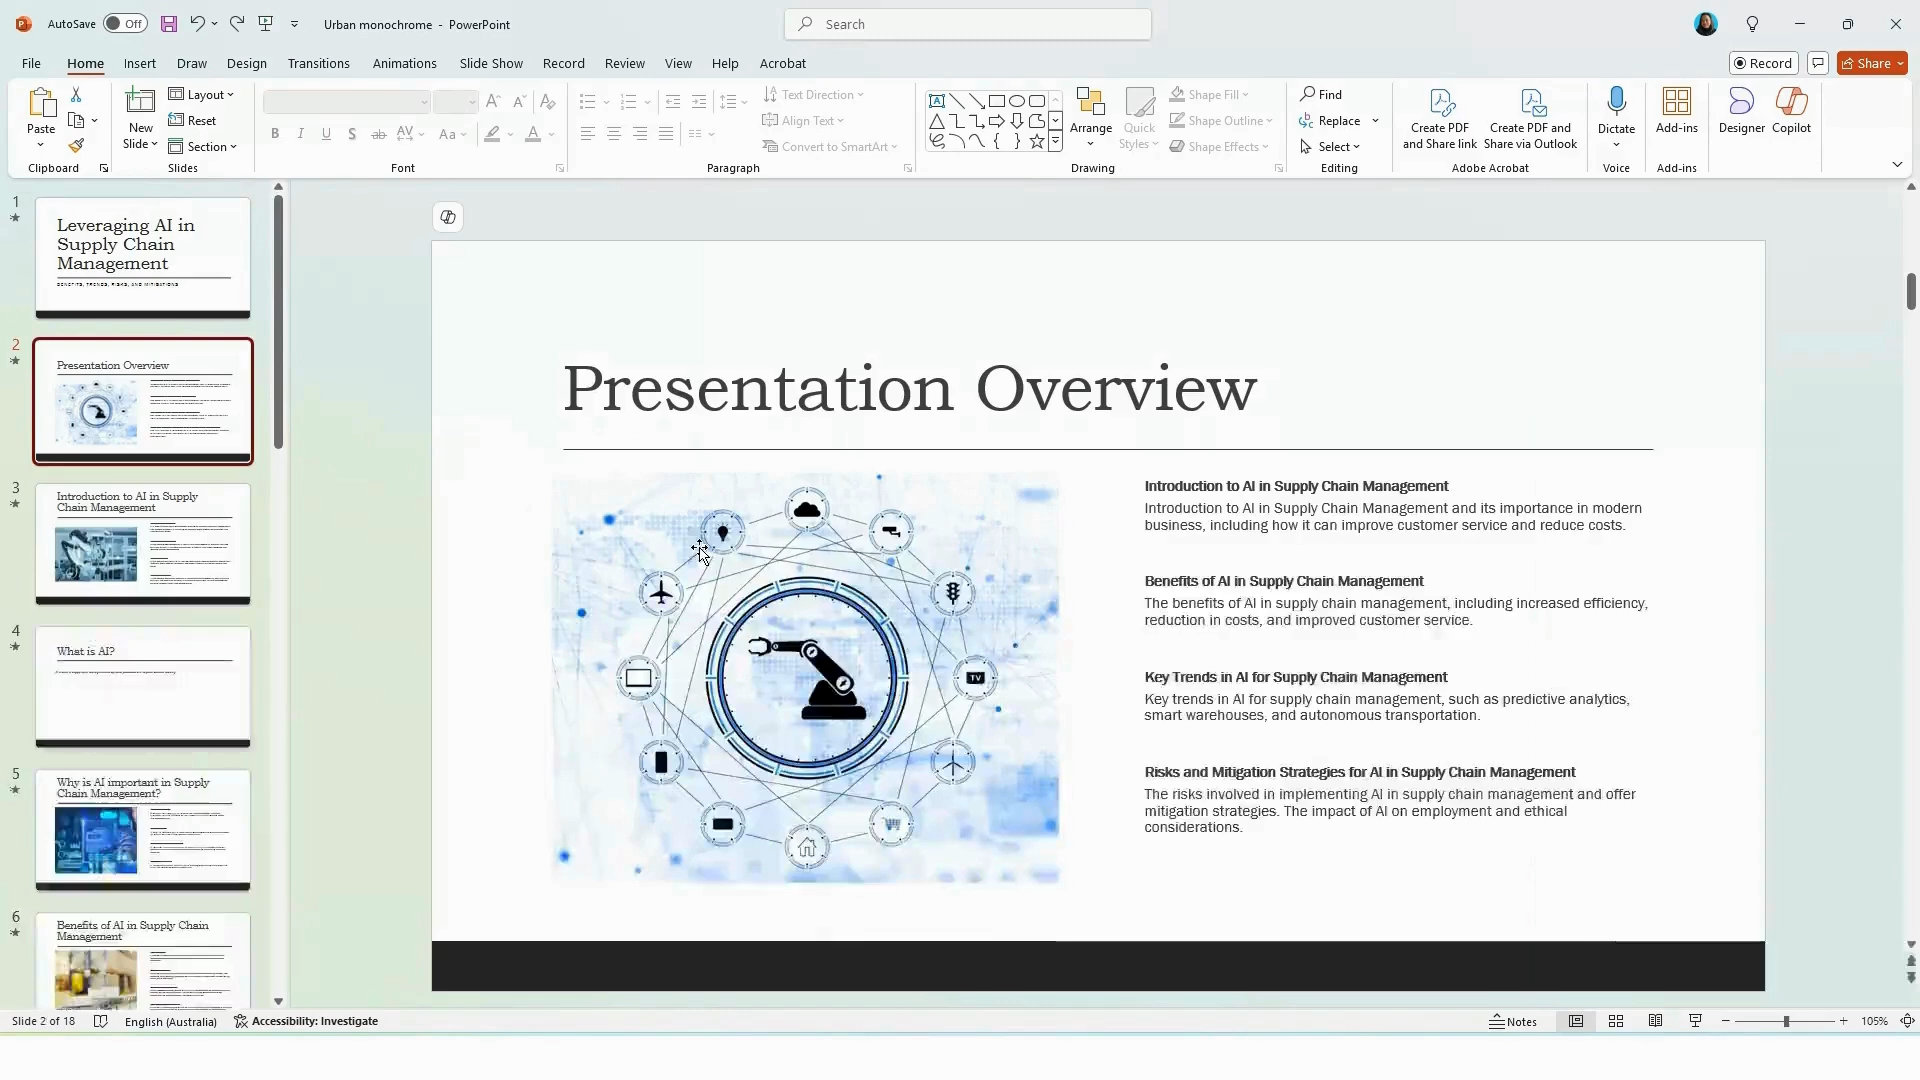 AutoSave
Off
Urban monochrome - PowerPoint
Search
File
Home
Insert
Draw
Design
Transitions
Animations
Slide Show
Record
Review
View
Help
Acrobat
Record
Share
Paste
Clipboard
New
Slide
Layout
Reset
Section
Slides
Font
Text Direction
Align Text
Convert to SmartArt
Paragraph
Arrange
Quick
Styles
Shape Fill
Shape Outline
Shape Effects
Drawing
Find
Replace
Select
Editing
Create PDF
and Share link
Create PDF and
Share via Outlook
Adobe Acrobat
Dictate
Voice
Add-ins
Add-ins
Designer
Copilot
1
Leveraging AI in
Supply Chain
Management
BENEFITS, TRENDS, RISKS, AND MITIGATIONS
2
Presentation Overview
3
Introduction to AI in Supply
Chain Management
4
What is AI?
5
Why is AI important in Supply
Chain Management?
6
Benefits of AI in Supply Chain
Management
Presentation Overview
TV
Introduction to AI in Supply Chain Management
Introduction to AI in Supply Chain Management and its importance in modern
business, including how it can improve customer service and reduce costs.
Benefits of AI in Supply Chain Management
The benefits of AI in supply chain management, including increased efficiency,
reduction in costs, and improved customer service.
Key Trends in AI for Supply Chain Management
Key trends in AI for supply chain management, such as predictive analytics,
smart warehouses, and autonomous transportation.
Risks and Mitigation Strategies for AI in Supply Chain Management
The risks involved in implementing AI in supply chain management and offer
mitigation strategies. The impact of AI on employment and ethical
considerations.
Slide 2 of 18
English (Australia)
Accessibility: Investigate
Notes
105%